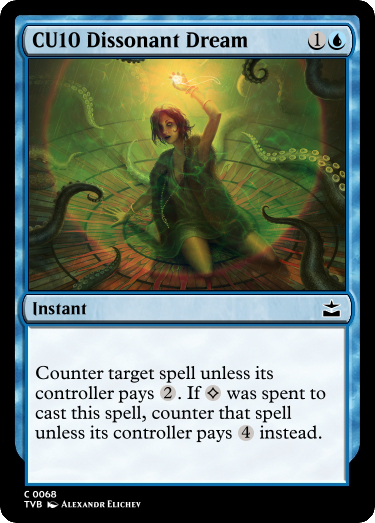 CU10 Dissonant Dream 1
Instant
Counter target spell unless its
controller pays 2. If was spent to
cast this spell, counter that spell
unless its controller pays 4 instead.
C 0068
TVB Alexandr Elichev